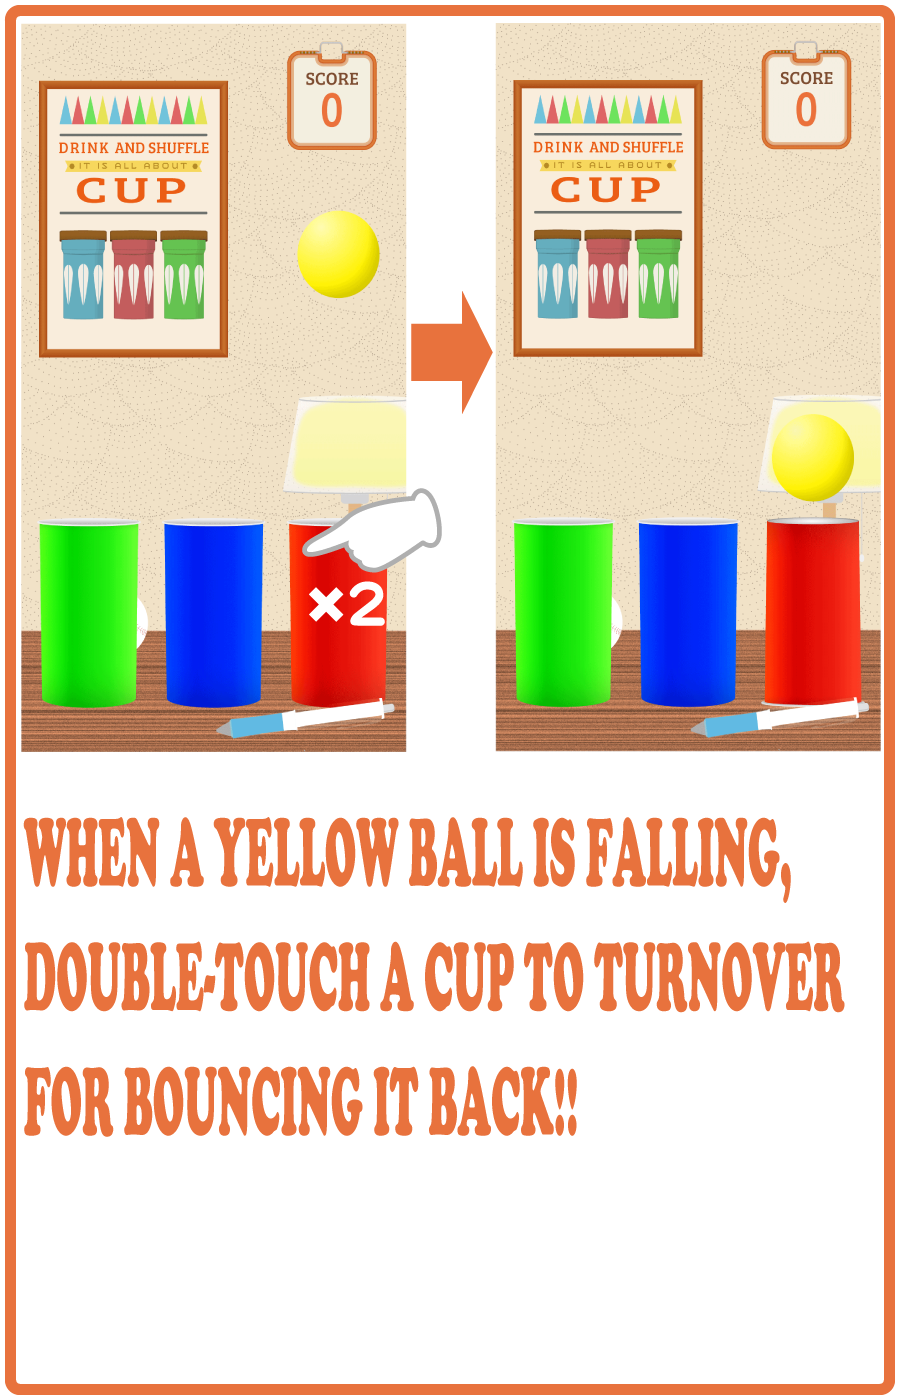 SCORE
0
DRINK AND SHUFFLE
IT IS ALL ABOUT
CUP
×2
SCORE
0
DRINK AND SHUFFLE
IT IS ALL ABOUT
CUP
WHEN A YELLOW BALL IS FALLING,
DOUBLE-TOUCH A CUP TO TURNOVER
FOR BOUNCING IT BACK!!